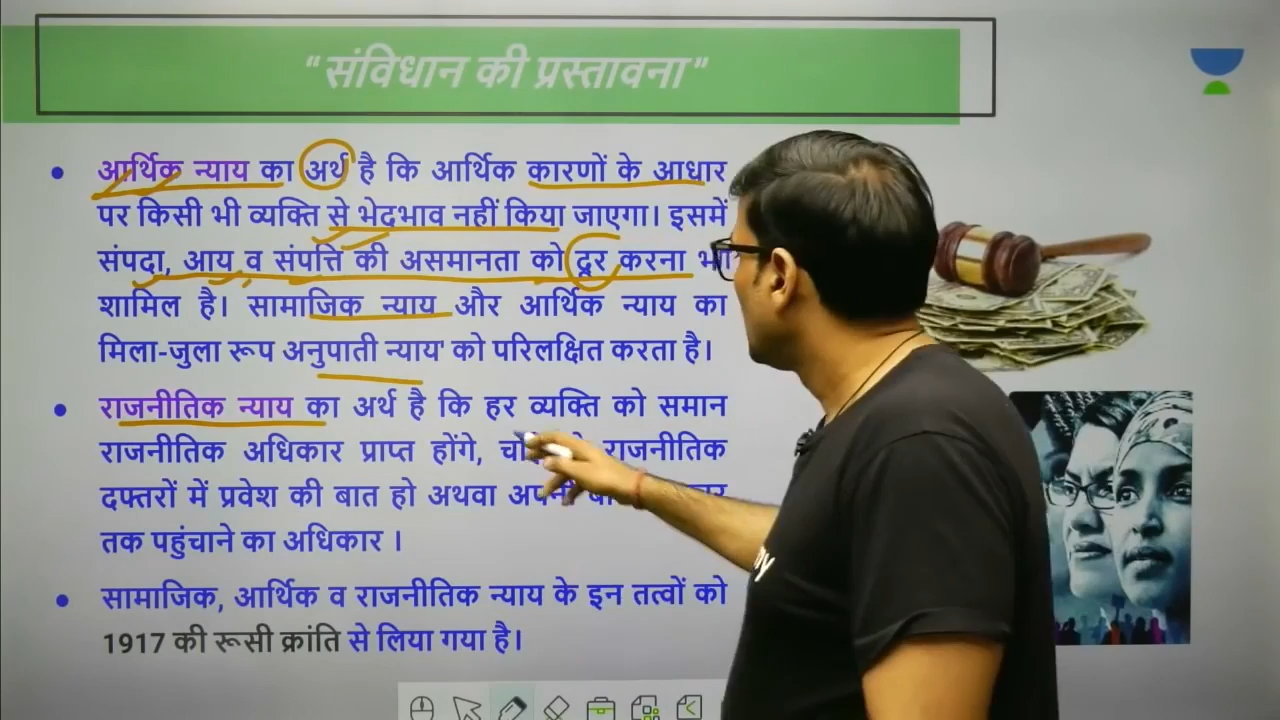 "संविधान की प्रस्तावना"
आर्थिक न्याय का अर्थ है कि आर्थिक कारणों के आधार
पर किसी भी व्यक्ति से भेदभाव नहीं किया जाएगा। इसमें
संपदा, आय व संपत्ति की असमानता को दूर करना भी
शामिल है। सामाजिक न्याय और आर्थिक न्याय का
मिला-जुला रूप अनुपाती न्याय' को परिलक्षित करता है।
राजनीतिक न्याय का अर्थ है कि हर व्यक्ति को समान
राजनीतिक अधिकार प्राप्त होंगे, राजनीतिक
दफ्तरों में प्रवेश की बात हो अथवा अपनी
तक पहुंचाने का अधिकार ।
सामाजिक, आर्थिक व राजनीतिक न्याय के इन तत्वों को
1917 की रूसी क्रांति से लिया गया है।